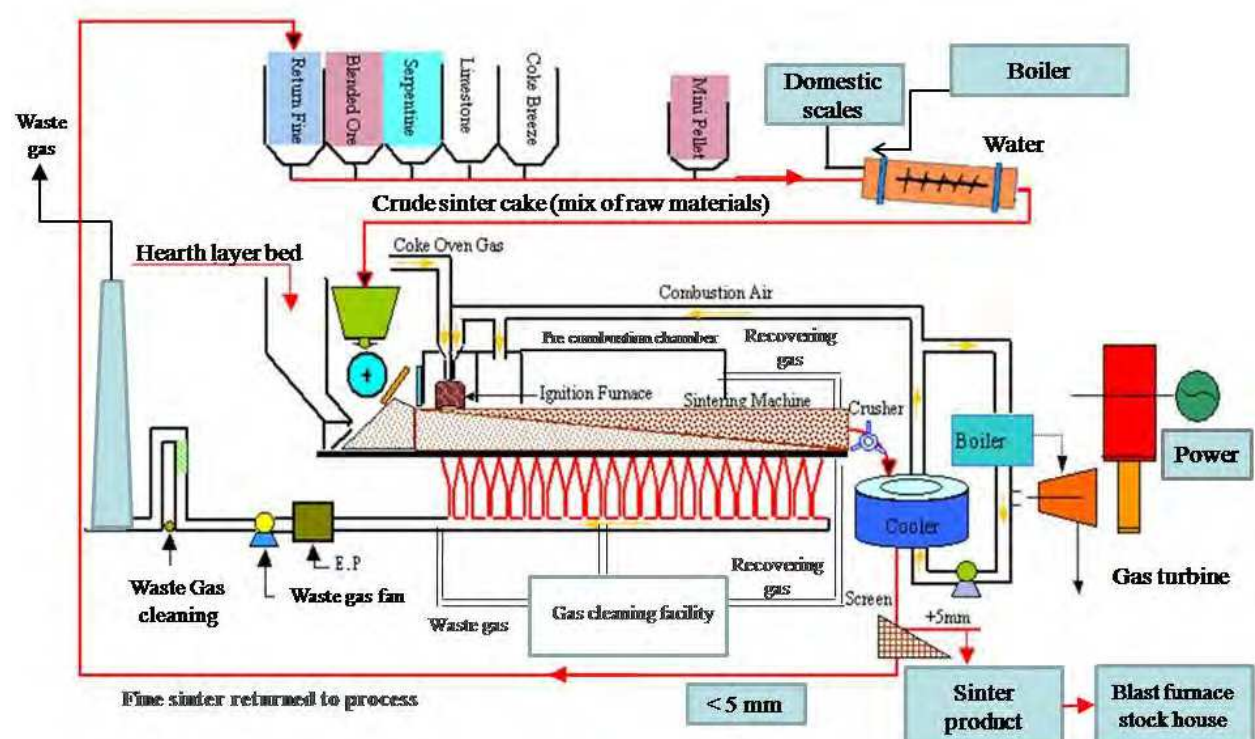 Return Fine
Blended Ore
Serpentine
Limestone
Coke Breeze
Mini Pellet
Domestic
scales
Boiler
Water
Waste
gas
Crude sinter cake (mix of raw materials)
Hearth layer bed
Coke Oven Gas
Combustion Air
Pre combustion chamber
Recovering
gas
Ignition Furnace
Sintering Machine
Crusher
Boiler
Power
Cooler
E.P
Waste Gas
cleaning
Waste gas fan
Waste gas
Gas cleaning facility
Recovering
gas
Screen
Gas turbine
+5mm
Fine sinter returned to process
< 5 mm
Sinter
product
Blast furnace
stock house